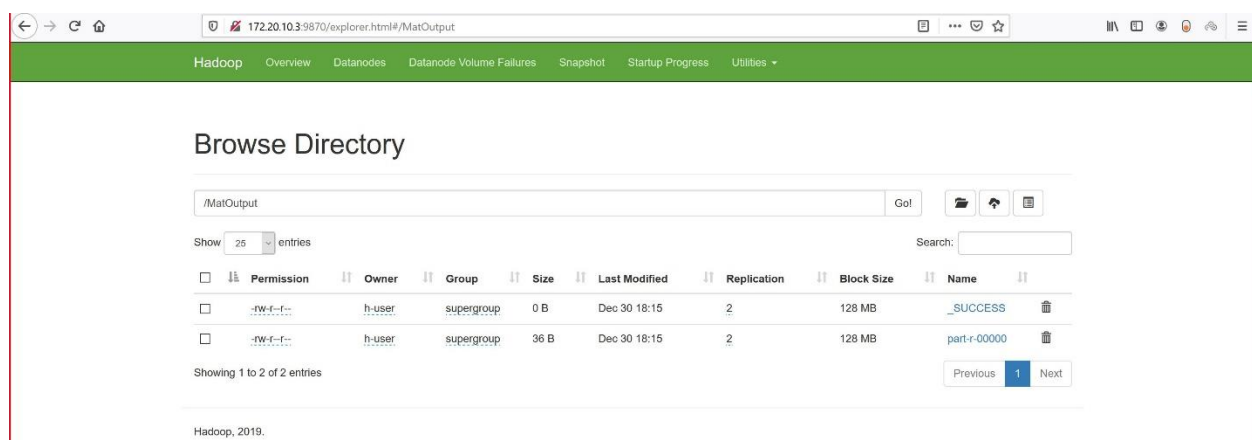 172.20.10.3:9870/explorer.html#/MatOutput
Hadoop Overview Datanodes Datanode Volume Failures Snapshot Startup Progress Utilities
Browse Directory
/MatOutput Go!
Show 25 entries Search:
Permission Owner Group Size Last Modified Replication Block Size Name
-rw-r--r-- h-user supergroup 0 B Dec 30 18:15 2 128 MB _SUCCESS
-rw-r--r-- h-user supergroup 36 B Dec 30 18:15 2 128 MB part-r-00000
Showing 1 to 2 of 2 entries Previous 1 Next
Hadoop, 2019.